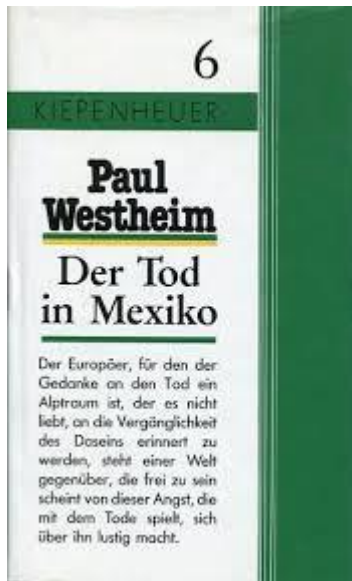 6
KIEPENHEUER
Paul
Westheim
Der Tod
in Mexiko
Der Europäer, für den der
Gedanke an den Tod ein
Alptraum ist, der es nicht
liebt, an die Vergänglichkeit
des Daseins erinnert zu
werden, steht einer Welt
gegenüber, die frei zu sein
scheint von dieser Angst, die
mit dem Tode spielt, sich
über ihn lustig macht.